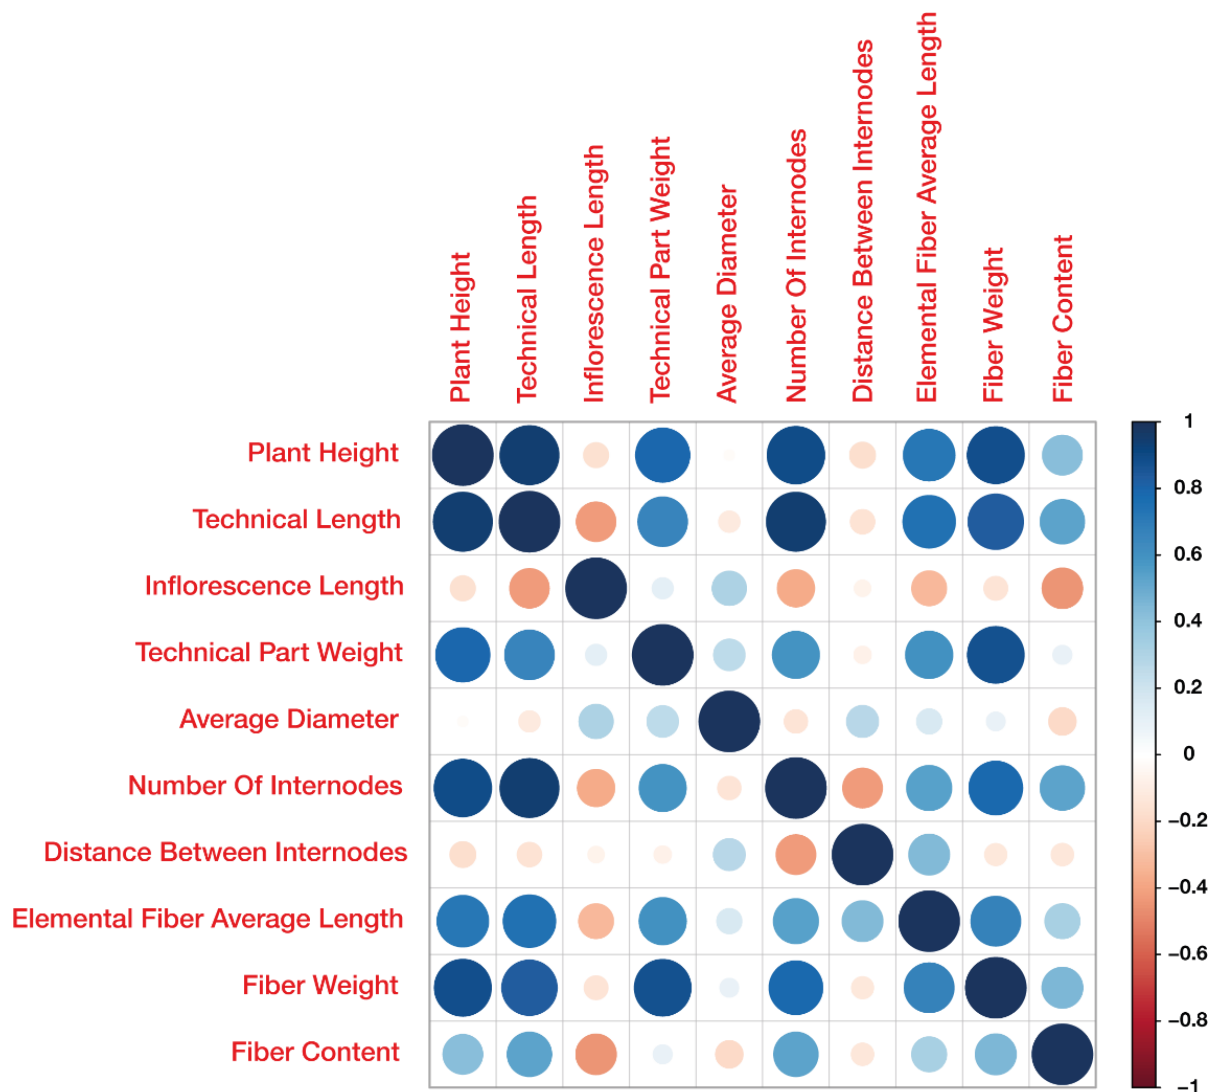 Plant Height
Technical Length
Inflorescence Length
Technical Part Weight
Average Diameter
Number Of Internodes
Distance Between Internodes
Elemental Fiber Average Length
Fiber Weight
Fiber Content
Plant Height
Technical Length
Inflorescence Length
Technical Part Weight
Average Diameter
Number Of Internodes
Distance Between Internodes
Elemental Fiber Average Length
Fiber Weight
Fiber Content
1
0.8
0.6
0.4
0.2
0
−0.2
−0.4
−0.6
−0.8
−1